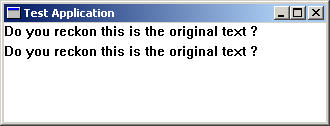 Test Application
Do you reckon this is the original text ?
Do you reckon this is the original text ?